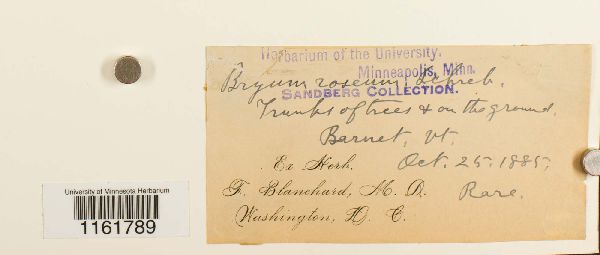 Herbarium of the University.
Minneapolis, Minn.
Bryum roseum, Schreb.
SANDBERG COLLECTION.
Trunks of trees & on the ground.
Barnet, Vt.
Ex Herb. Oct. 25. 1885.
F. Blanchard, M. D. Rare.
Washington, D. C.
University of Minnesota Herbarium
1161789